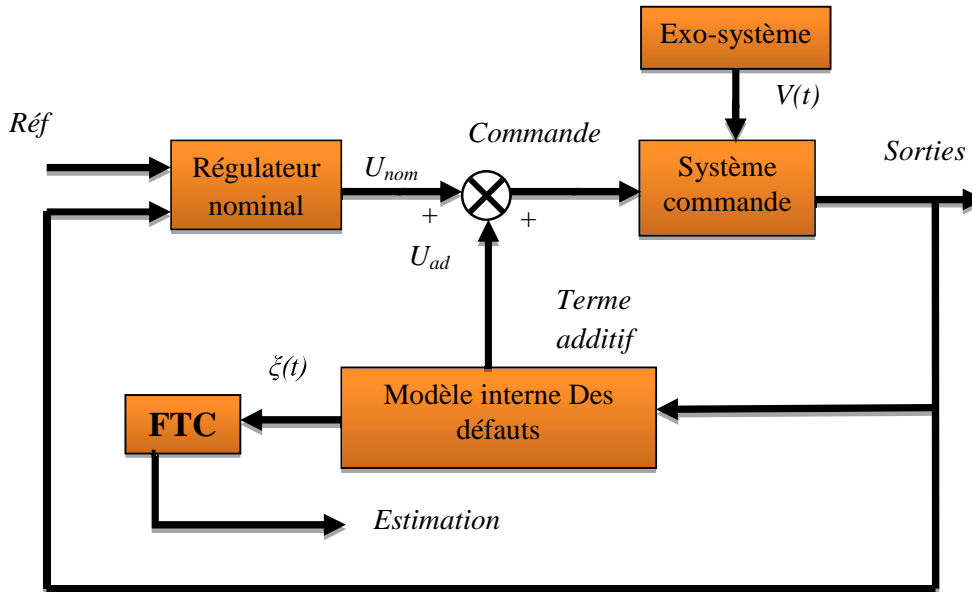 Exo-système
V(t)
Réf
Commande
Sorties
Régulateur
nominal
U_nom
Système
commande
+
+
U_ad
Terme
additif
ξ(t)
Modèle interne Des
défauts
FTC
Estimation